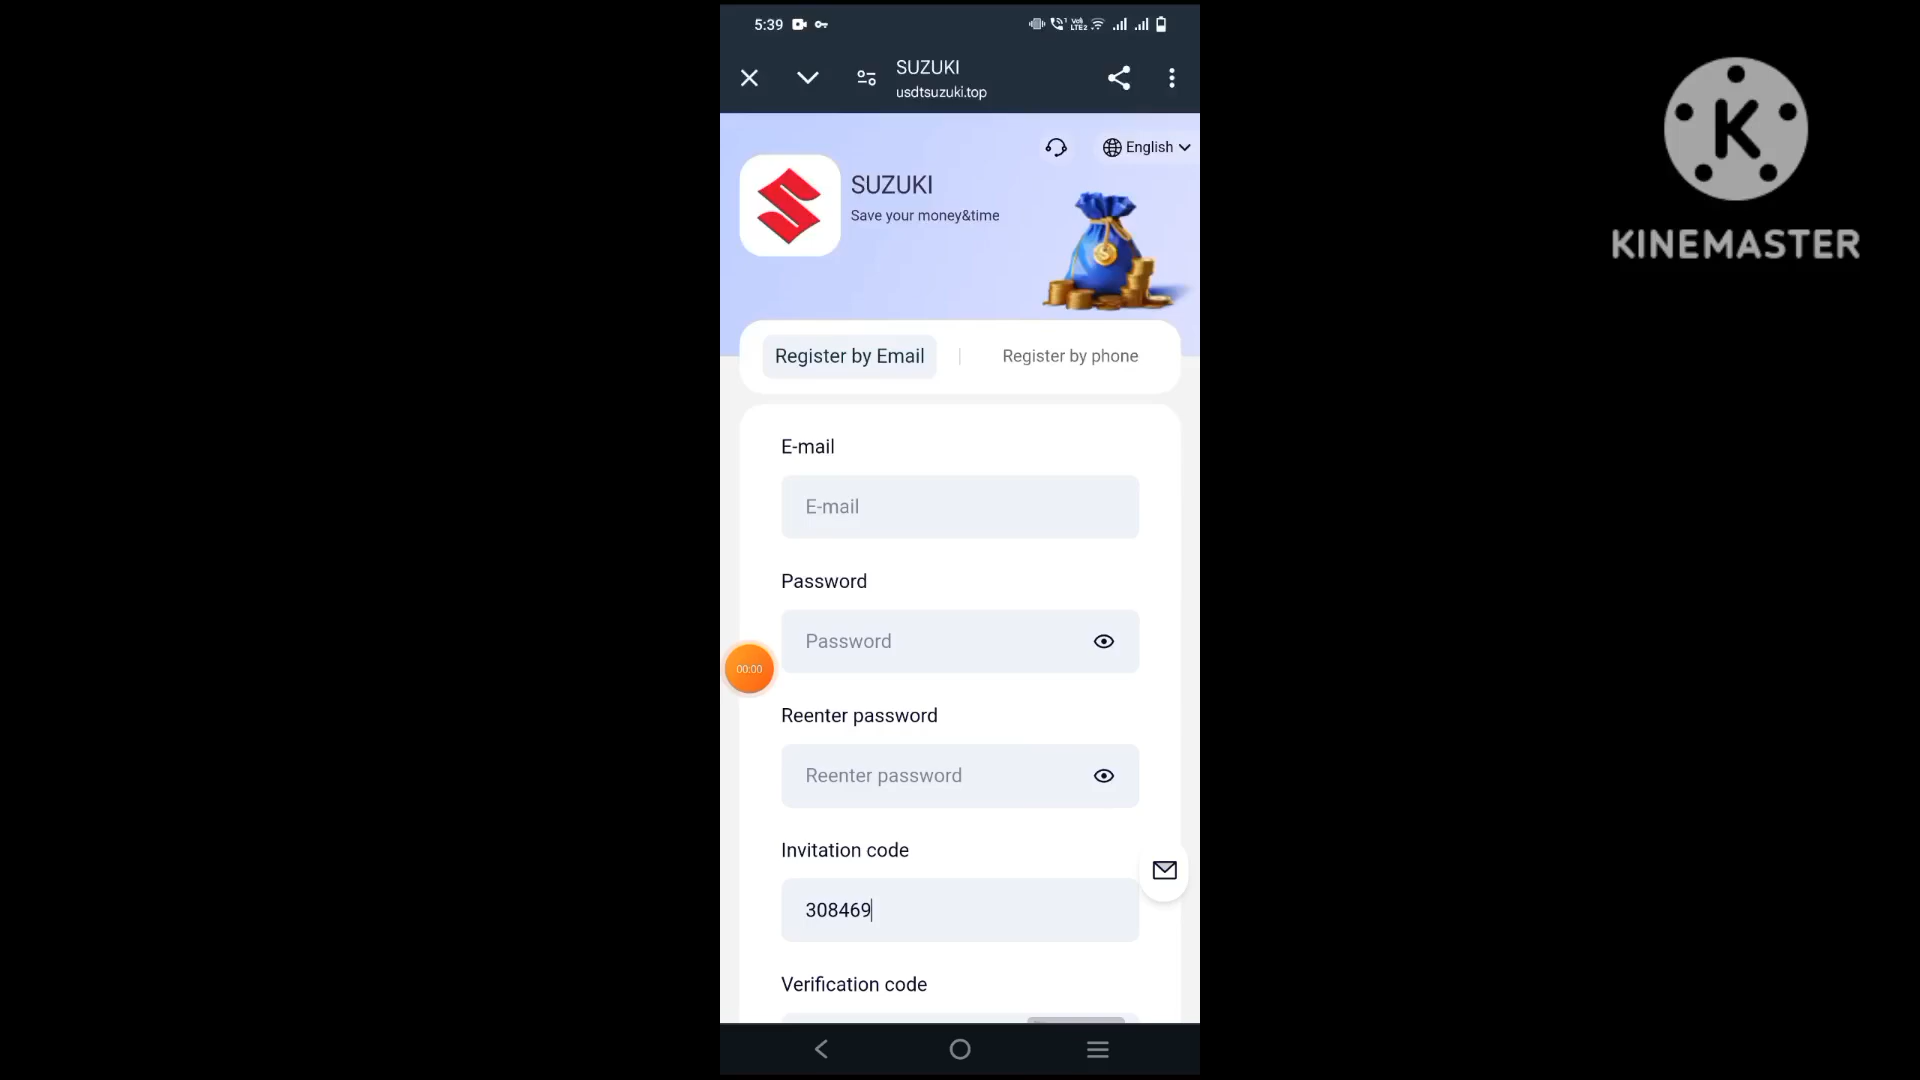 5:39
SUZUKI
usdtsuzuki.top
English
SUZUKI
Save your money&time
Register by Email
Register by phone
E-mail
E-mail
Password
Password
00:00
Reenter password
Reenter password
Invitation code
308469
Verification code
K
KINEMASTER